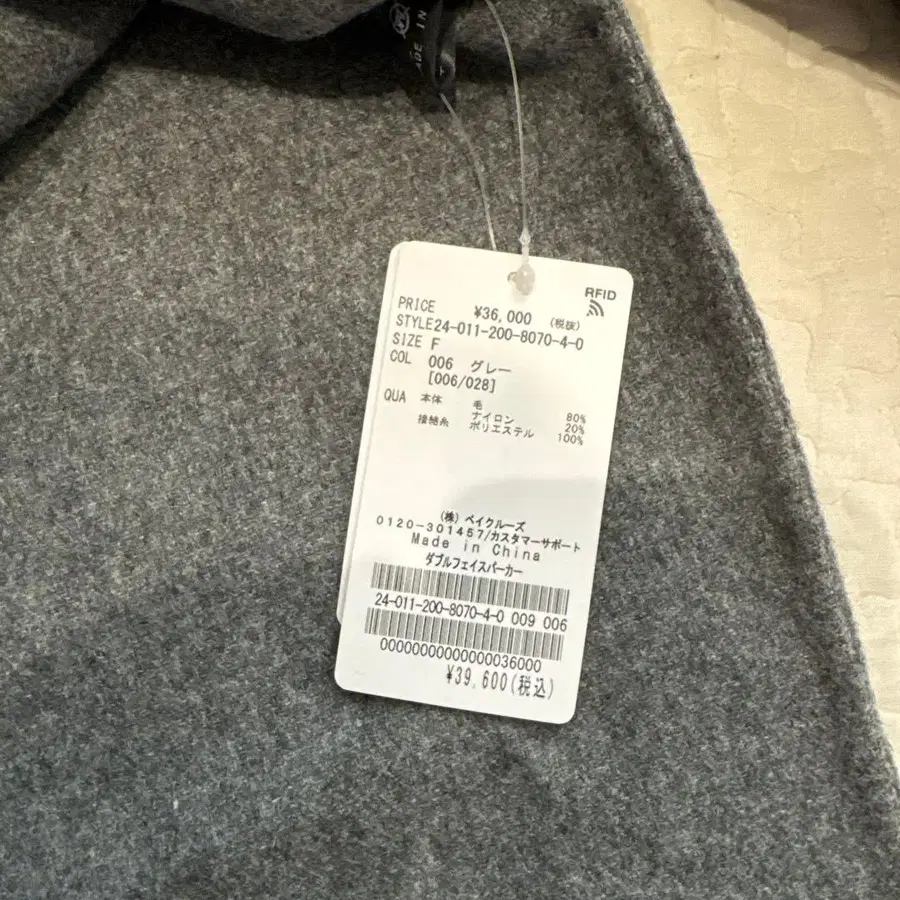 DE IN
RFID
PRICE ¥36,000 (税抜)
STYLE24-011-200-8070-4-0
SIZE F
COL 006 グレー
[006/028]
QUA 本体 毛 80%
ナイロン 20%
接結糸 ポリエステル 100%
(株) ベイクルーズ
0120-301457/カスタマーサポート
Made in China
ダブルフェイスパーカー
24-011-200-8070-4-0 009 006
0000000000000036000
¥39,600(税込)